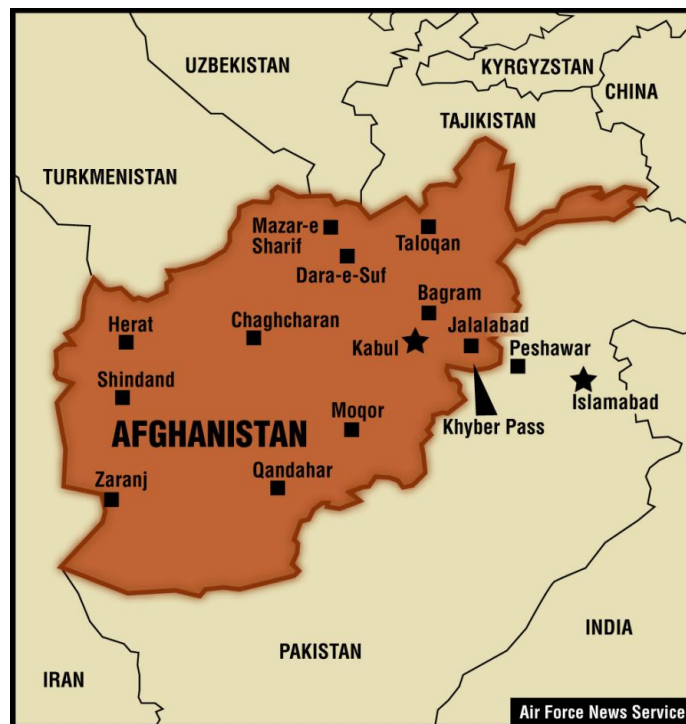 UZBEKISTAN
KYRGYZSTAN
CHINA
TAJIKISTAN
TURKMENISTAN
Mazar-e
Sharif
Taloqan
Dara-e-Suf
Bagram
Herat
Chaghcharan
Kabul
Jalalabad
Peshawar
Shindand
Islamabad
Moqor
Khyber Pass
AFGHANISTAN
Zaranj
Qandahar
INDIA
PAKISTAN
IRAN
Air Force News Service